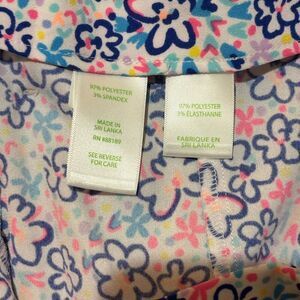 97% POLYESTER
3% SPANDEX
MADE IN
SRI LANKA
RN #88189
SEE REVERSE
FOR CARE
97% POLYESTER
3% ÉLASTHANNE
FABRIQUÉ EN
SRI LANKA